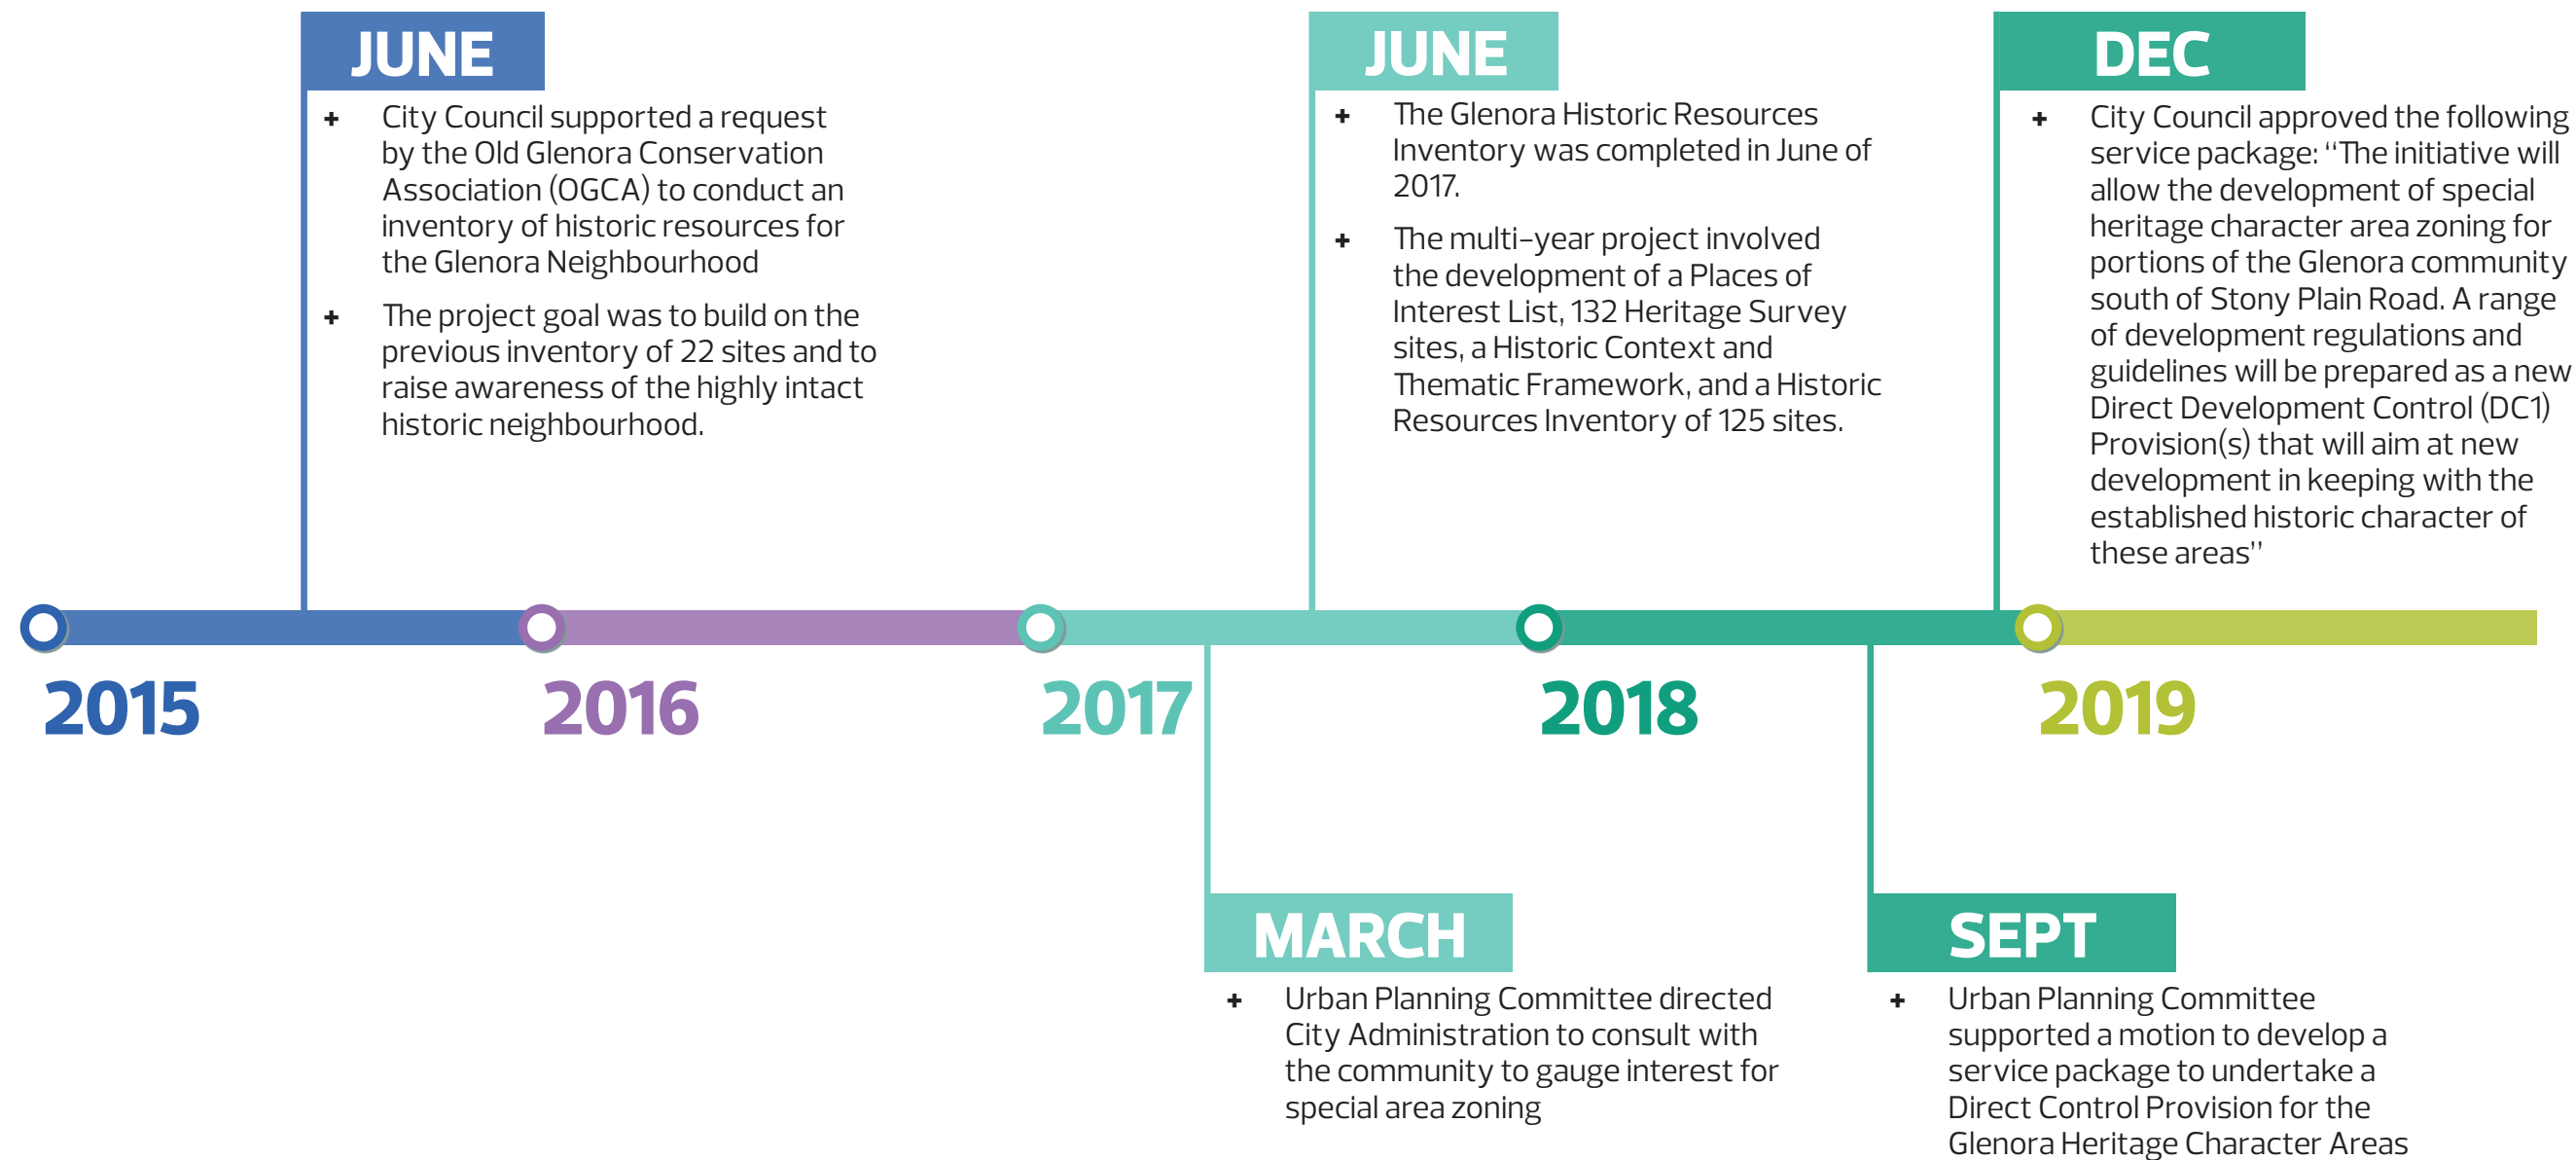 JUNE
+ City Council supported a request
by the Old Glenora Conservation
Association (OGCA) to conduct an
inventory of historic resources for
the Glenora Neighbourhood
+ The project goal was to build on the
previous inventory of 22 sites and to
raise awareness of the highly intact
historic neighbourhood.
JUNE
+ The Glenora Historic Resources
Inventory was completed in June of
2017.
+ The multi-year project involved
the development of a Places of
Interest List, 132 Heritage Survey
sites, a Historic Context and
Thematic Framework, and a Historic
Resources Inventory of 125 sites.
DEC
+ City Council approved the following
service package: “The initiative will
allow the development of special
heritage character area zoning for
portions of the Glenora community
south of Stony Plain Road. A range
of development regulations and
guidelines will be prepared as a new
Direct Development Control (DC1)
Provision(s) that will aim at new
development in keeping with the
established historic character of
these areas”
2015
2016
2017
2018
2019
MARCH
+ Urban Planning Committee directed
City Administration to consult with
the community to gauge interest for
special area zoning
SEPT
+ Urban Planning Committee
supported a motion to develop a
service package to undertake a
Direct Control Provision for the
Glenora Heritage Character Areas